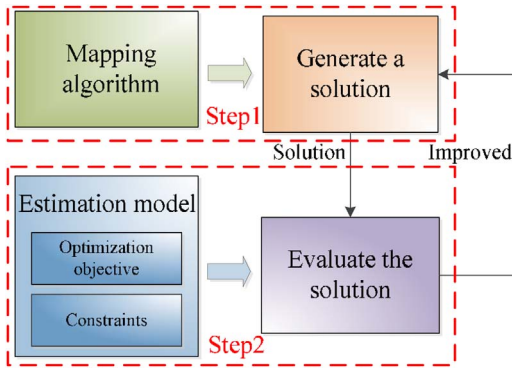 Mapping
algorithm
Generate a
solution
Step1
Solution
Improved
Estimation model
Optimization
objective
Constraints
Evaluate the
solution
Step2